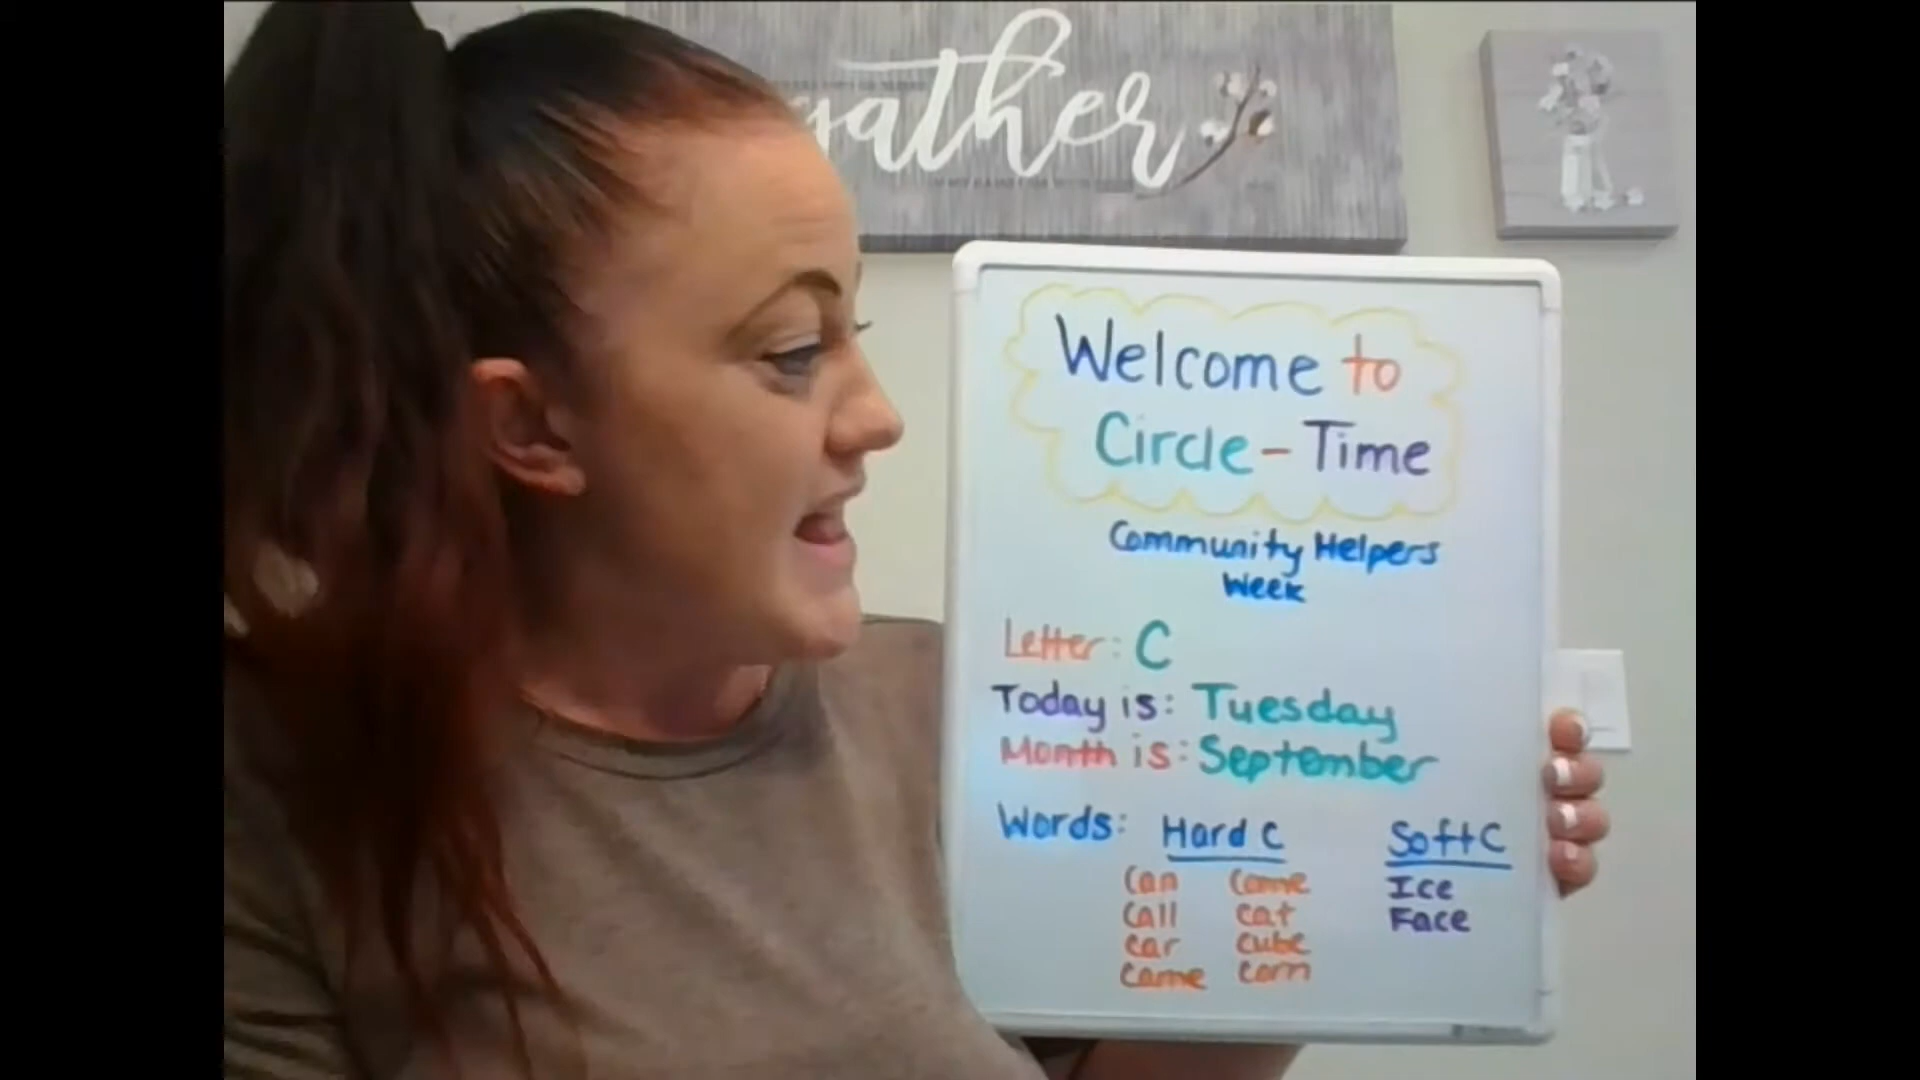 gather
Welcome to
Circle - Time
Community Helpers
Week
Letter: C
Today is: Tuesday
Month is: September
Words: Hard C Soft C
Can Come Ice
Call cat Face
car cube
came corn